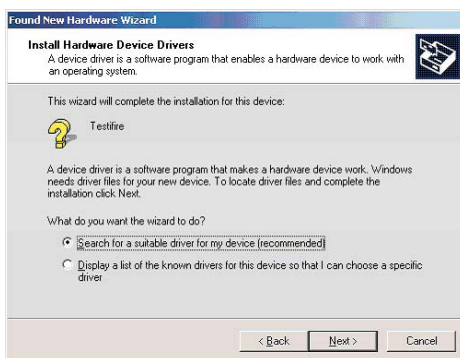 Found New Hardware Wizard
Install Hardware Device Drivers
A device driver is a software program that enables a hardware device to work with
an operating system.
This wizard will complete the installation for this device:
Testifire
A device driver is a software program that makes a hardware device work. Windows
needs driver files for your new device. To locate driver files and complete the
installation click Next.
What do you want the wizard to do?
Search for a suitable driver for my device (recommended)
Display a list of the known drivers for this device so that I can choose a specific
driver
< Back Next > Cancel